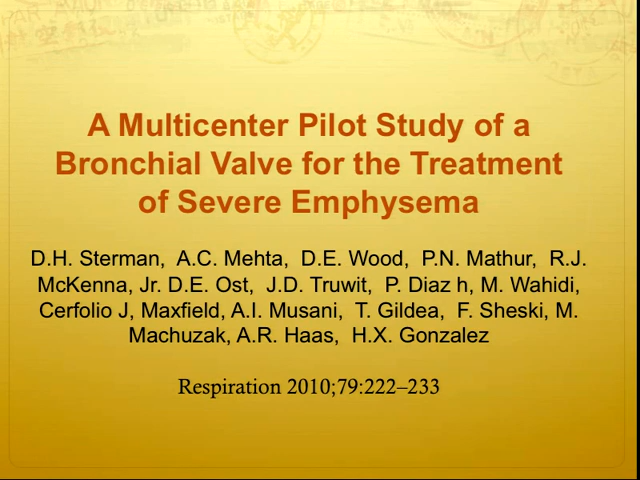 A Multicenter Pilot Study of a
Bronchial Valve for the Treatment
of Severe Emphysema
D.H. Sterman, A.C. Mehta, D.E. Wood, P.N. Mathur, R.J.
McKenna, Jr. D.E. Ost, J.D. Truwit, P. Diaz h, M. Wahidi,
Cerfolio J, Maxfield, A.I. Musani, T. Gildea, F. Sheski, M.
Machuzak, A.R. Haas, H.X. Gonzalez
Respiration 2010;79:222–233